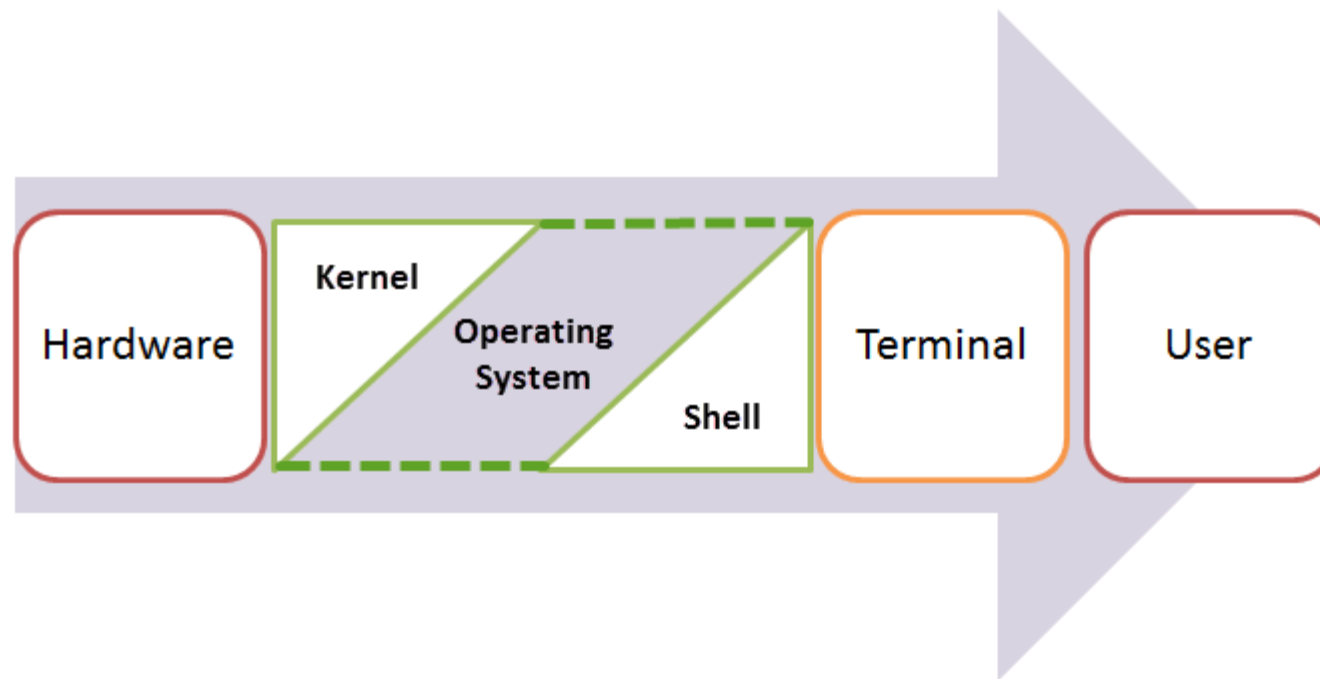 Hardware
Kernel
Operating
System
Shell
Terminal
User